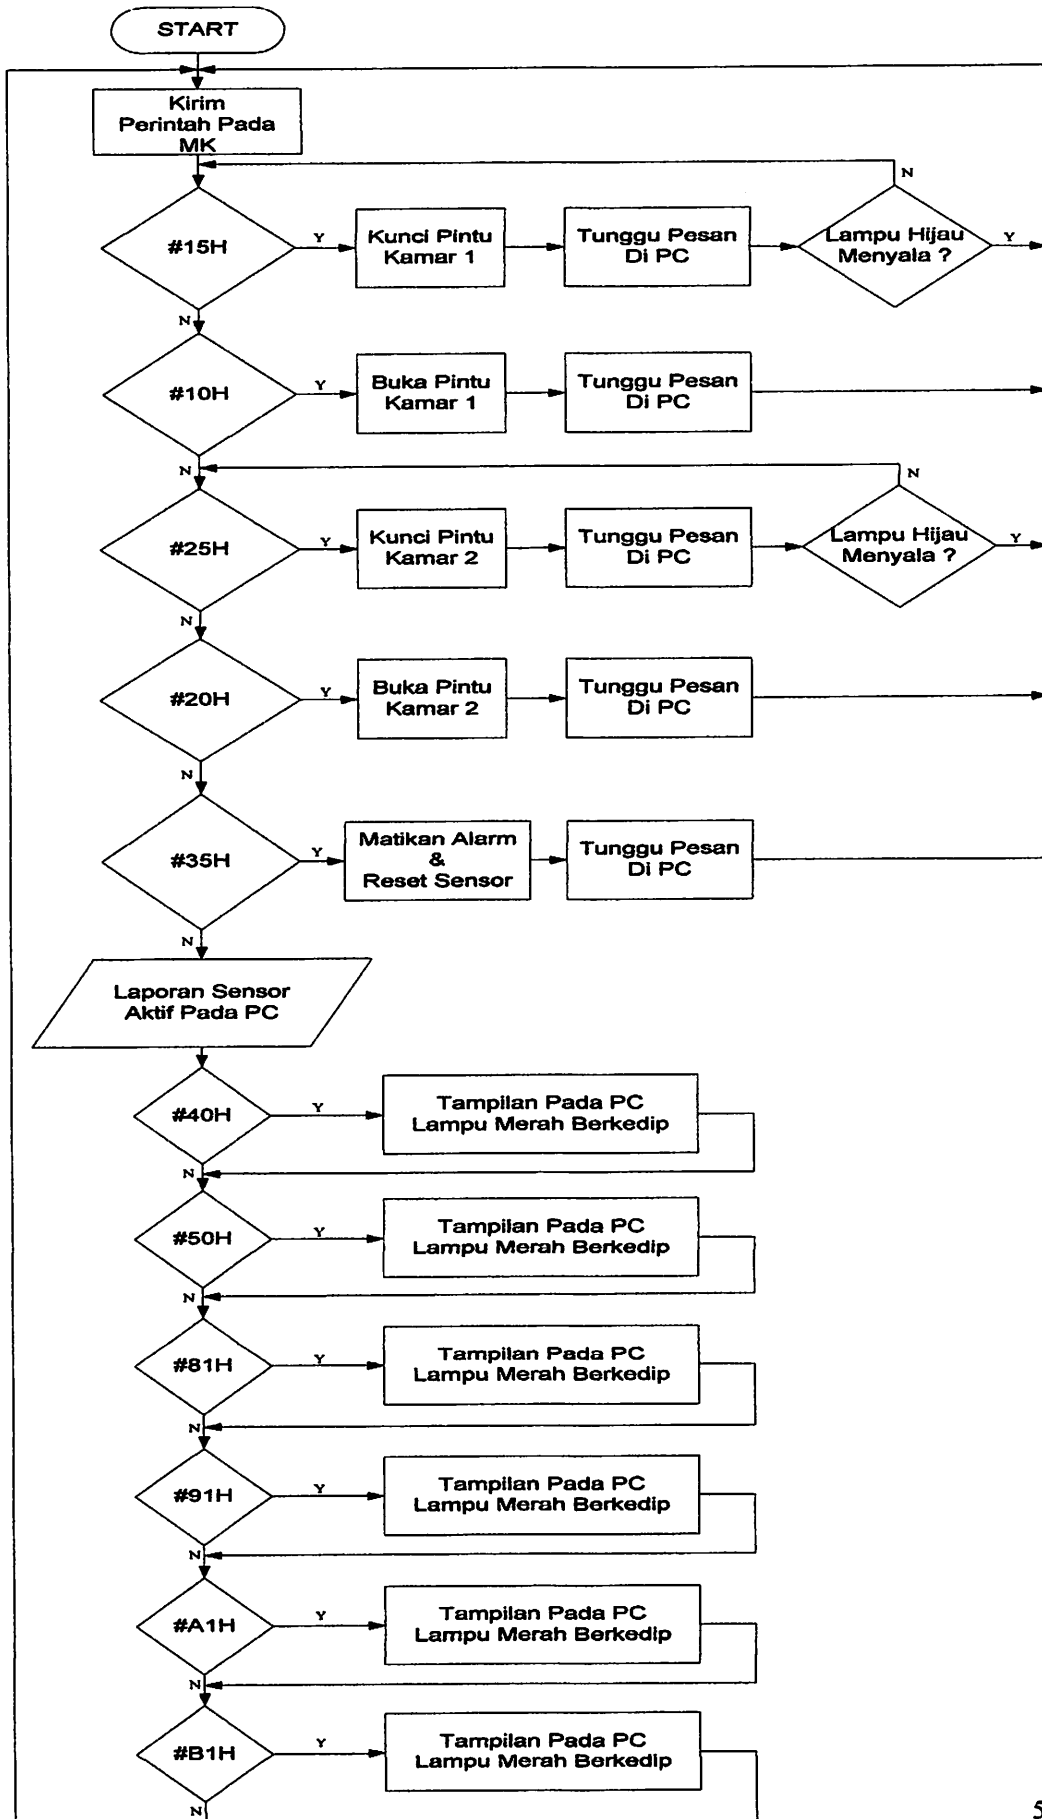 START
Kirim
Perintah Pada
MK
N
#15H
Y
Kunci Pintu
Kamar 1
Tunggu Pesan
Di PC
Lampu Hijau
Menyala ?
Y
N
#10H
Y
Buka Pintu
Kamar 1
Tunggu Pesan
Di PC
N
N
#25H
Y
Kunci Pintu
Kamar 2
Tunggu Pesan
Di PC
Lampu Hijau
Menyala ?
Y
N
#20H
Y
Buka Pintu
Kamar 2
Tunggu Pesan
Di PC
N
#35H
Y
Matikan Alarm
&
Reset Sensor
Tunggu Pesan
Di PC
N
Laporan Sensor
Aktif Pada PC
#40H
Y
Tampilan Pada PC
Lampu Merah Berkedip
N
#50H
Y
Tampilan Pada PC
Lampu Merah Berkedip
N
#81H
Y
Tampilan Pada PC
Lampu Merah Berkedip
N
#91H
Y
Tampilan Pada PC
Lampu Merah Berkedip
N
#A1H
Y
Tampilan Pada PC
Lampu Merah Berkedip
N
#B1H
Y
Tampilan Pada PC
Lampu Merah Berkedip
N
5